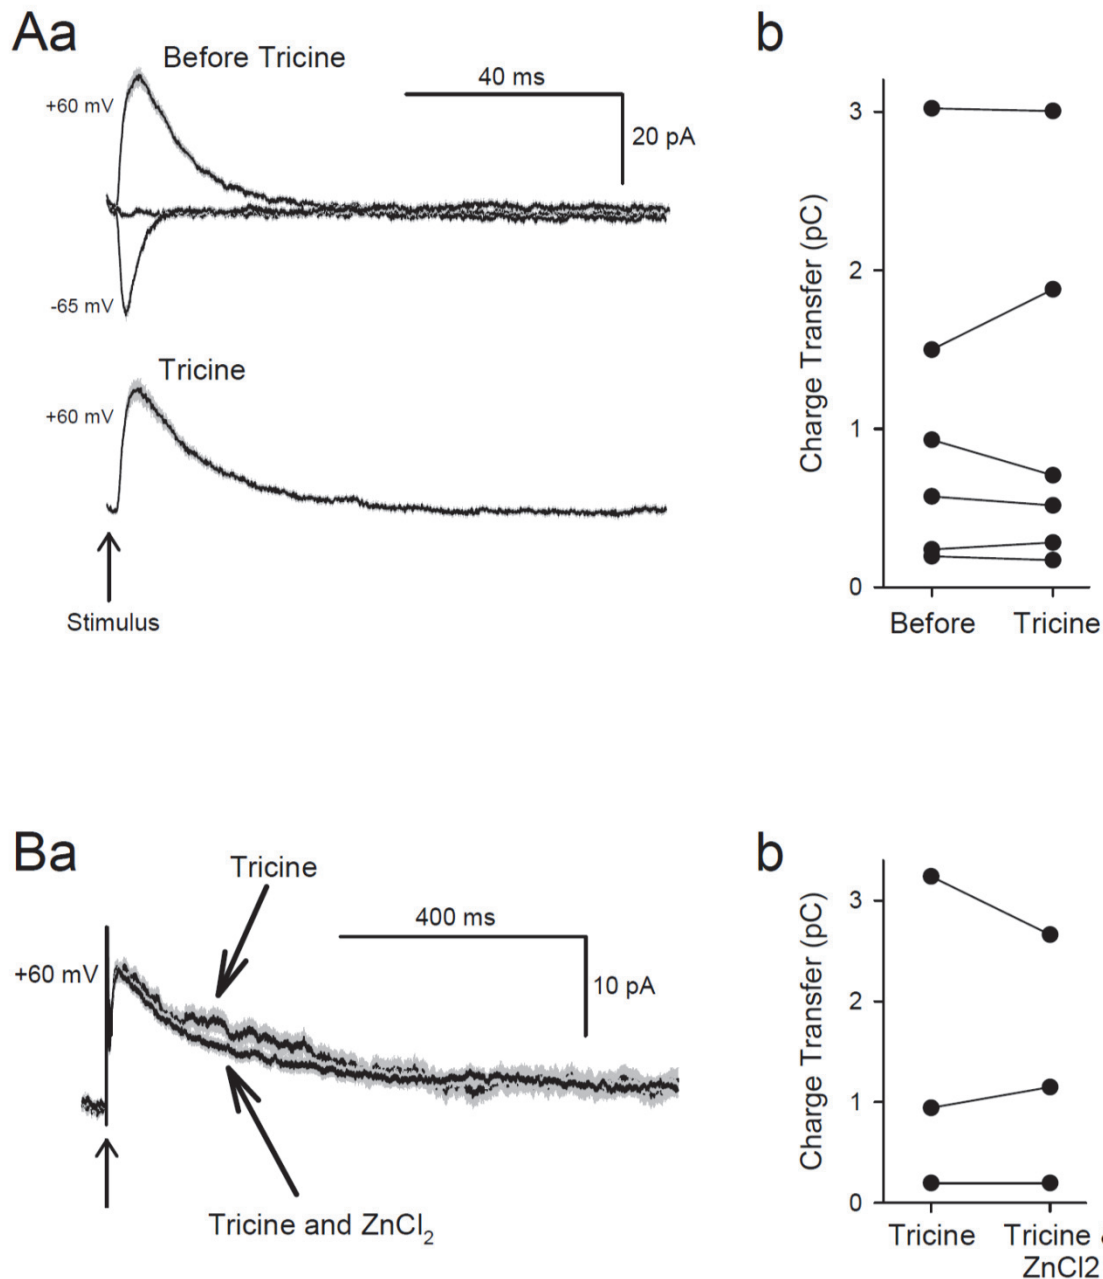 Aa
Before Tricine
+60 mV
40 ms
20 pA
-65 mV
Tricine
+60 mV
Stimulus
b
Charge Transfer (pC)
3
2
1
0
Before Tricine
Ba
Tricine
400 ms
+60 mV
10 pA
Tricine and ZnCl₂
b
Charge Transfer (pC)
3
2
1
0
Tricine
Tricine &
ZnCl2